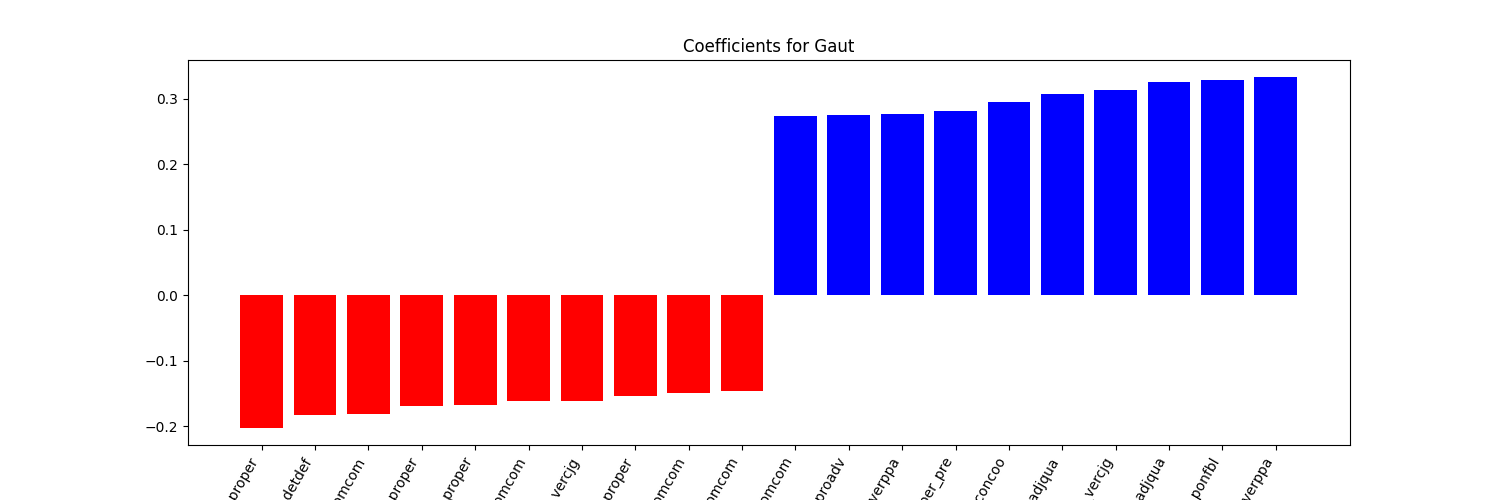 Coefficients for Gaut
0.3
0.2
0.1
0.0
−0.1
−0.2
proper
detdef
omcom
proper
proper
omcom
vercjg
proper
omcom
omcom
omcom
proadv
verppa
per_pre
concoo
adjqua
vercjg
adjqua
ponfbl
verppa